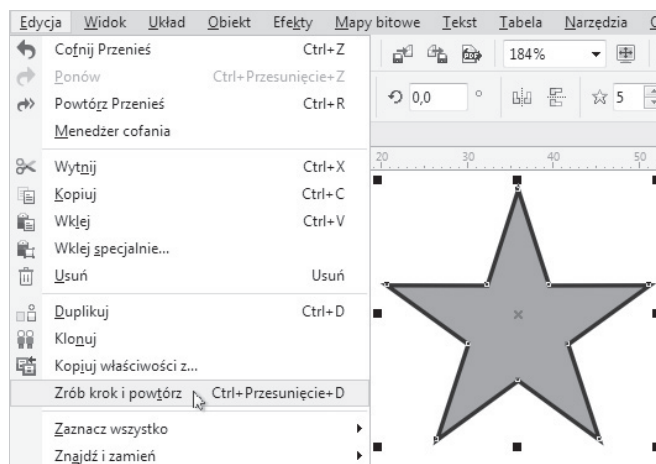 Edycja Widok Układ Obiekt Efekty Mapy bitowe Tekst Tabela Narzędzia
Cofnij Przenieś Ctrl+Z
Ponów Ctrl+Przesunięcie+Z
Powtórz Przenieś Ctrl+R
Menedżer cofania
Wytnij Ctrl+X
Kopiuj Ctrl+C
Wklej Ctrl+V
Wklej specjalnie...
Usuń Usuń
Duplikuj Ctrl+D
Klonuj
Kopiuj właściwości z...
Zrób krok i powtórz Ctrl+Przesunięcie+D
Zaznacz wszystko
Znajdź i zamień
PDF 184%
0,0 ° 5
20 30 40 50